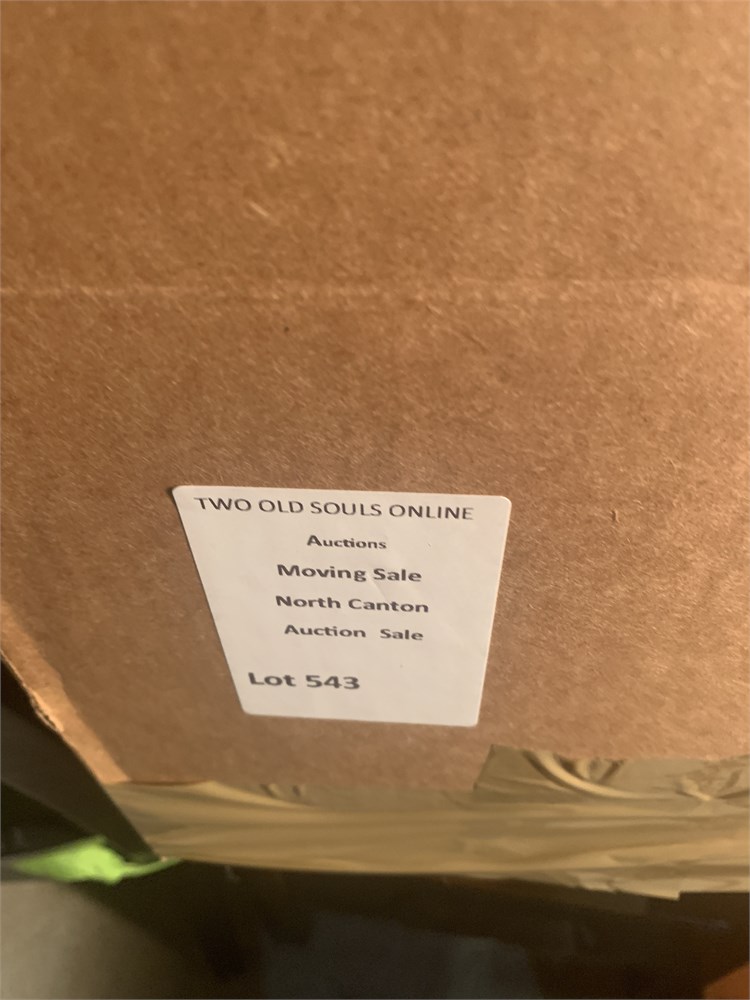 TWO OLD SOULS ONLINE
Auctions
Moving Sale
North Canton
Auction Sale
Lot 543